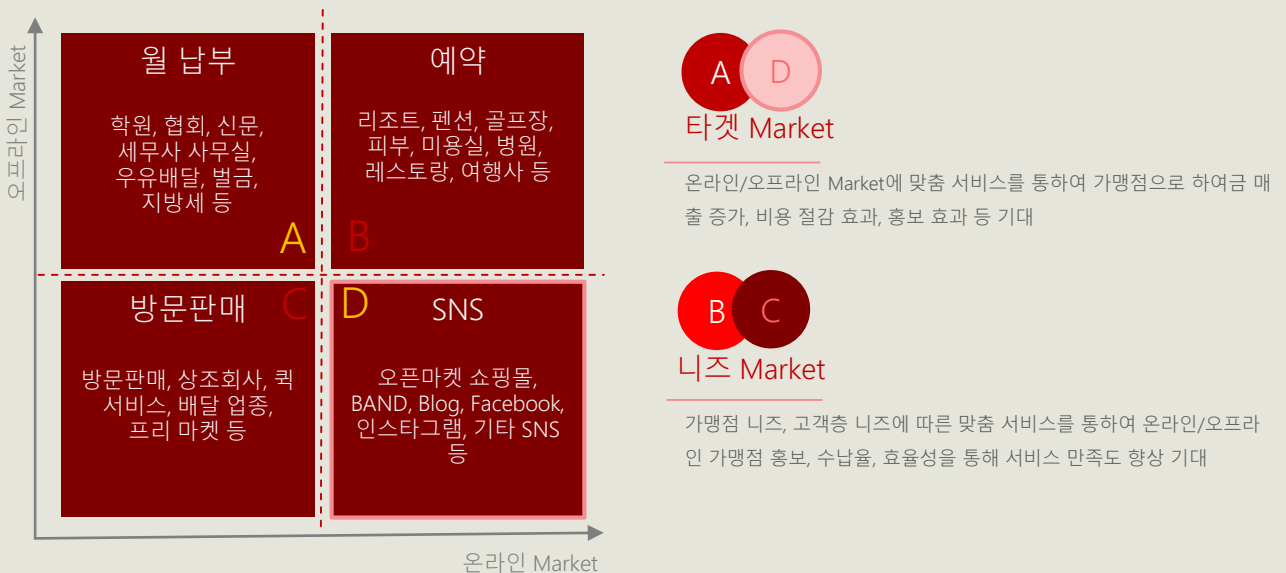 오프라인 Market
월 납부
학원, 협회, 신문,
세무사 사무실,
우유배달, 벌금,
지방세 등
A
예약
리조트, 펜션, 골프장,
피부, 미용실, 병원,
레스토랑, 여행사 등
B
방문판매
C
방문판매, 상조회사, 퀵
서비스, 배달 업종,
프리 마켓 등
D
SNS
오픈마켓 쇼핑몰,
BAND, Blog, Facebook,
인스타그램, 기타 SNS
등
온라인 Market
A D
타겟 Market
온라인/오프라인 Market에 맞춤 서비스를 통하여 가맹점으로 하여금 매
출 증가, 비용 절감 효과, 홍보 효과 등 기대
B C
니즈 Market
가맹점 니즈, 고객층 니즈에 따른 맞춤 서비스를 통하여 온라인/오프라
인 가맹점 홍보, 수납율, 효율성을 통해 서비스 만족도 향상 기대